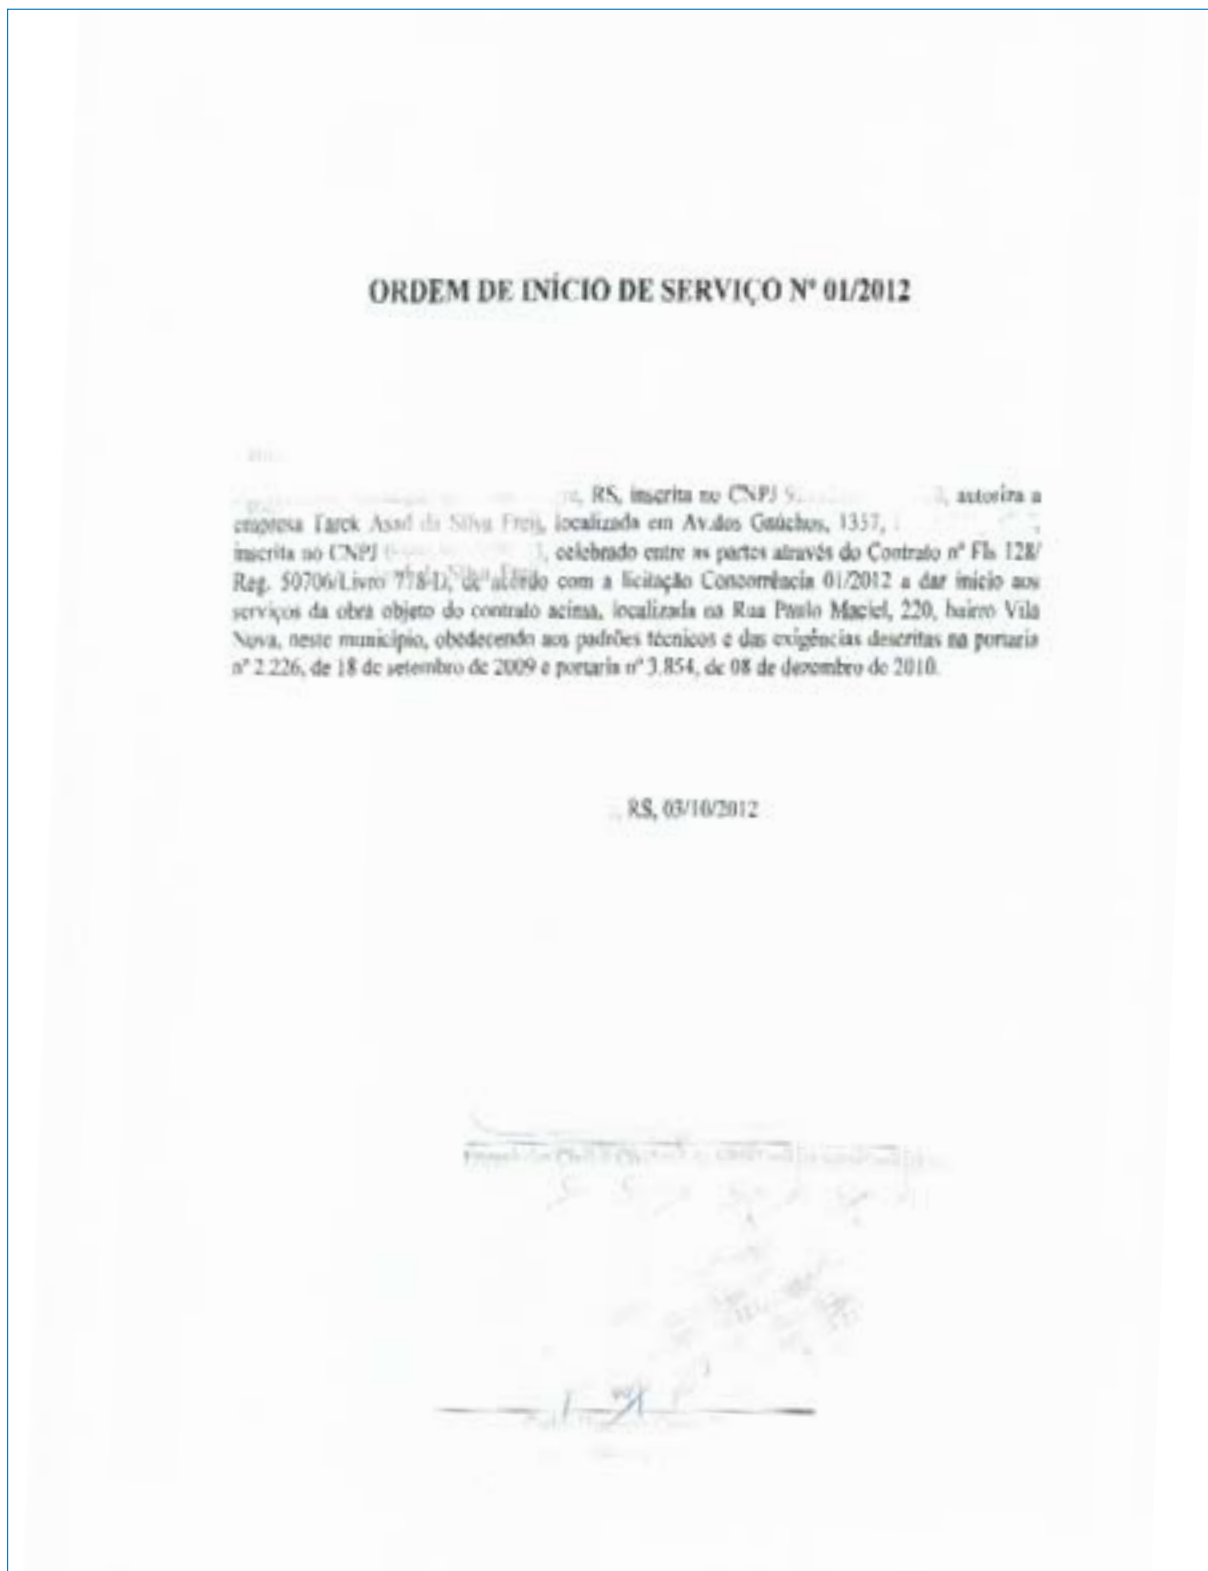 ORDEM DE INÍCIO DE SERVIÇO Nº 01/2012
RS, inscrita no CNPJ autoriza a
empresa Tarek Asad da Silva Freij, localizada em Av.dos Gaúchos, 1357,
inscrita no CNPJ celebrado entre as partes através do Contrato nº Fls 128/
Reg. 50706/Livro 778-D, de acordo com a licitação Concorrência 01/2012 a dar início aos
serviços da obra objeto do contrato acima, localizada na Rua Paulo Maciel, 220, bairro Vila
Nova, neste município, obedecendo aos padrões técnicos e das exigências descritas na portaria
nº 2.226, de 18 de setembro de 2009 e portaria nº 3.854, de 08 de dezembro de 2010.
RS, 03/10/2012